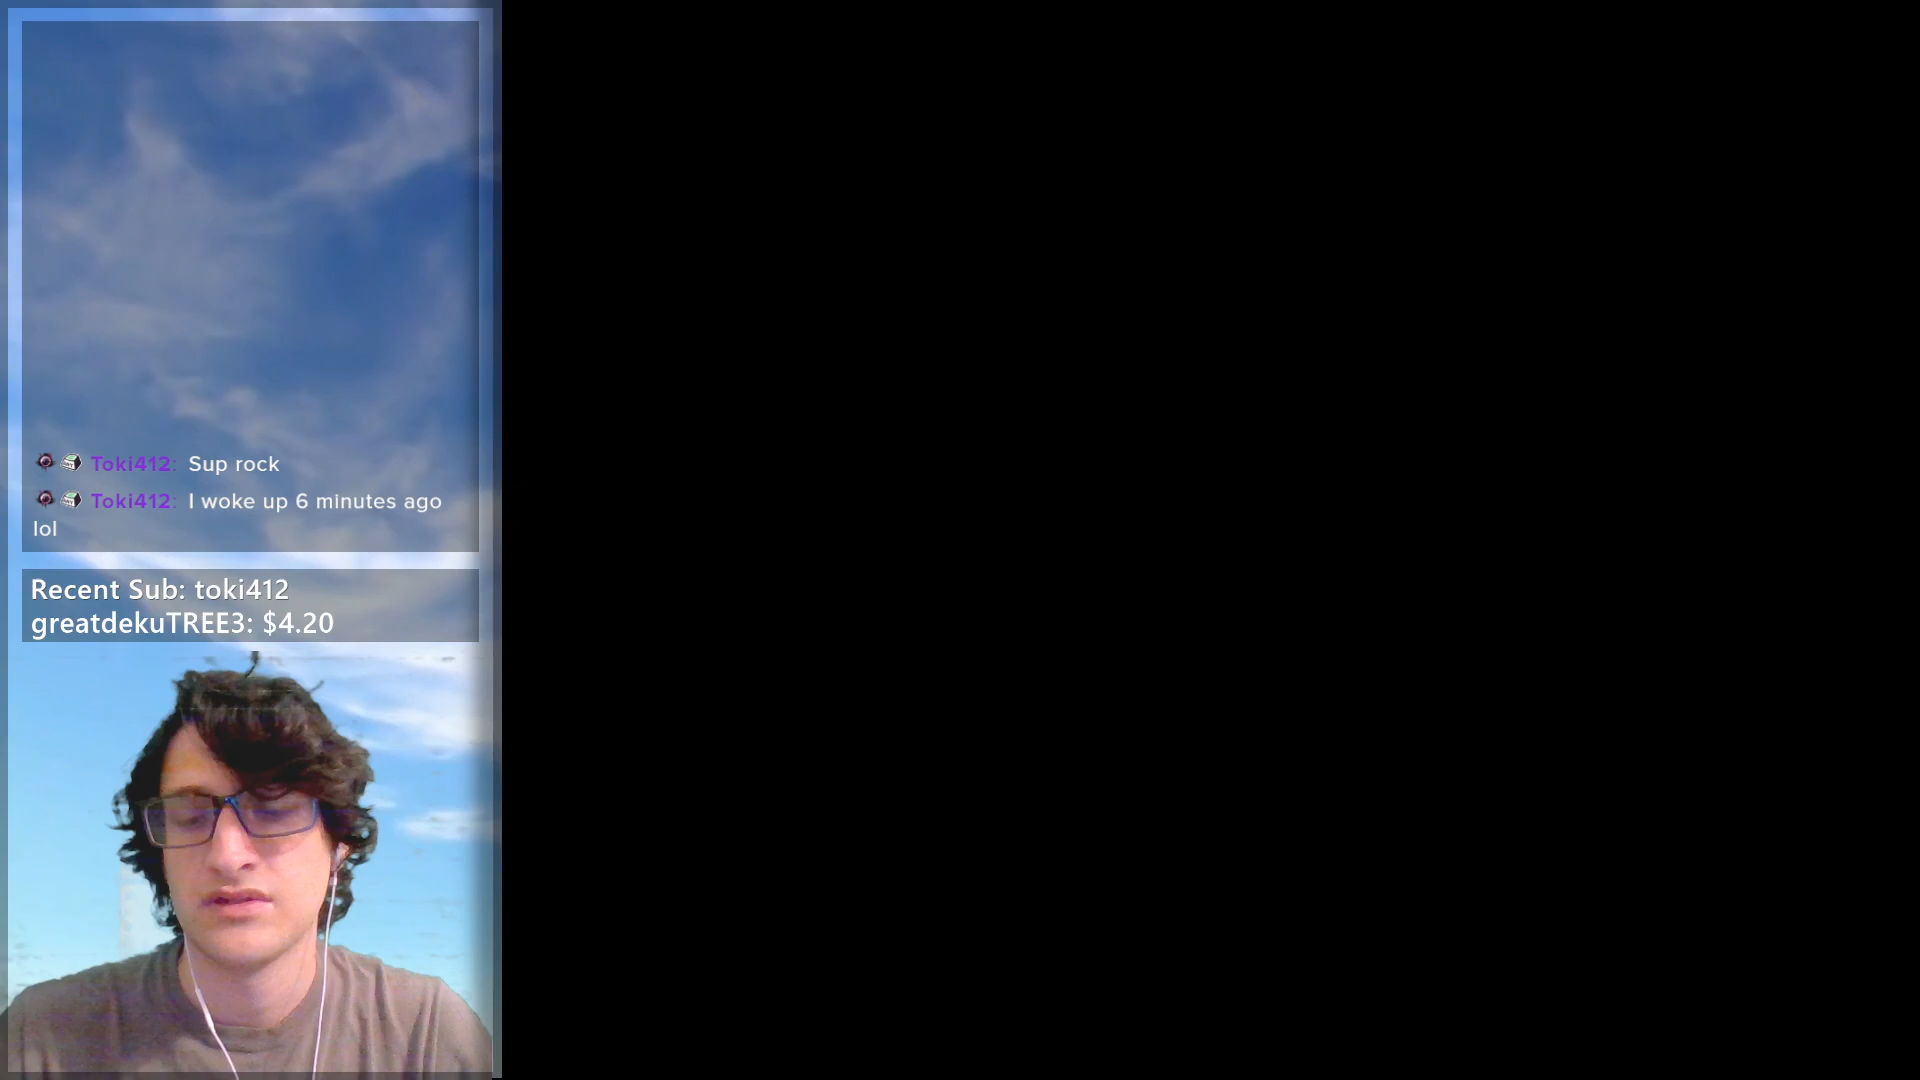 Toki412: Sup rock
Toki412: I woke up 6 minutes ago
lol
Recent Sub: toki412
greatdekuTREE3: $4.20